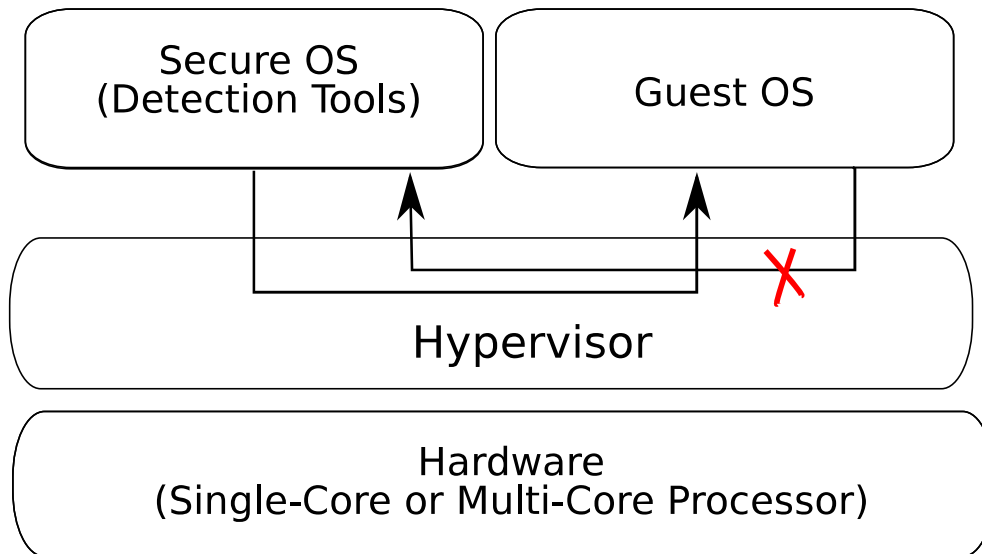 Secure OS
(Detection Tools)
Guest OS
Hypervisor
Hardware
(Single-Core or Multi-Core Processor)